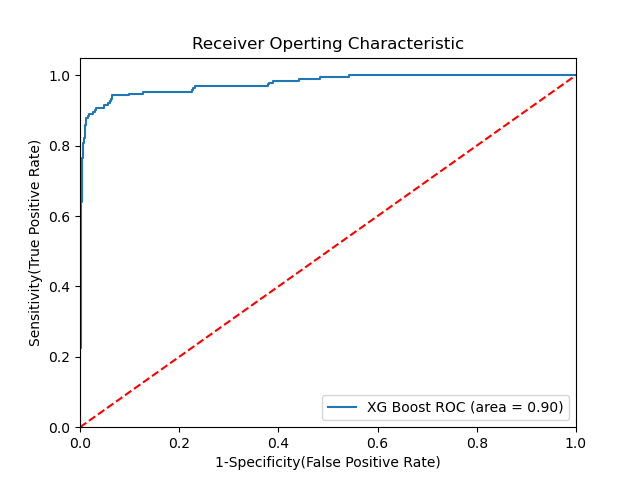 Receiver Operting Characteristic
1.0
0.8
0.6
0.4
0.2
0.0
Sensitivity(True Positive Rate)
XG Boost ROC (area = 0.90)
0.0 0.2 0.4 0.6 0.8 1.0
1-Specificity(False Positive Rate)